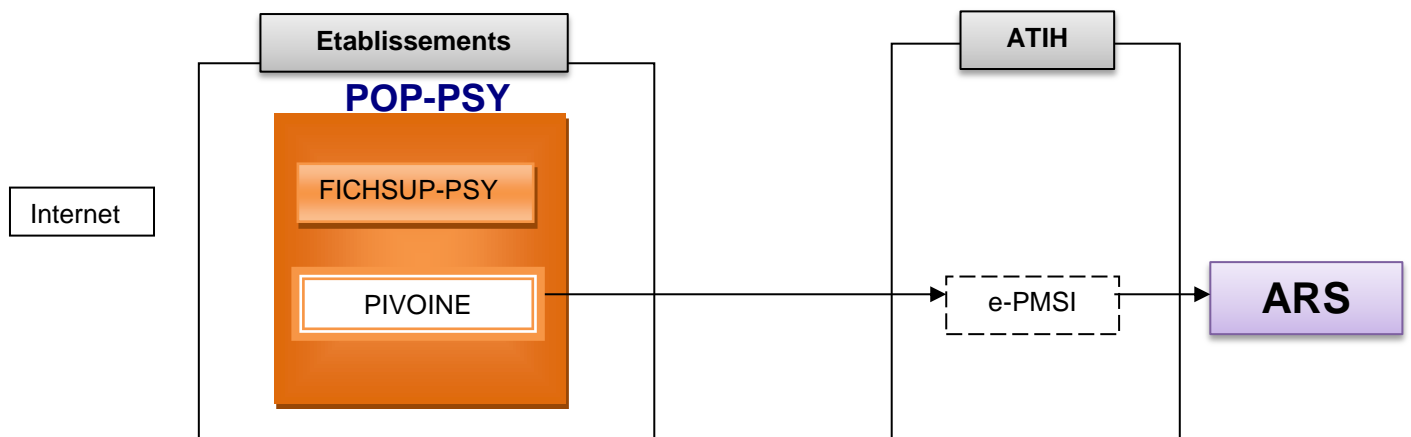 Etablissements
ATIH
POP-PSY
FICHSUP-PSY
Internet
PIVOINE
e-PMSI
ARS